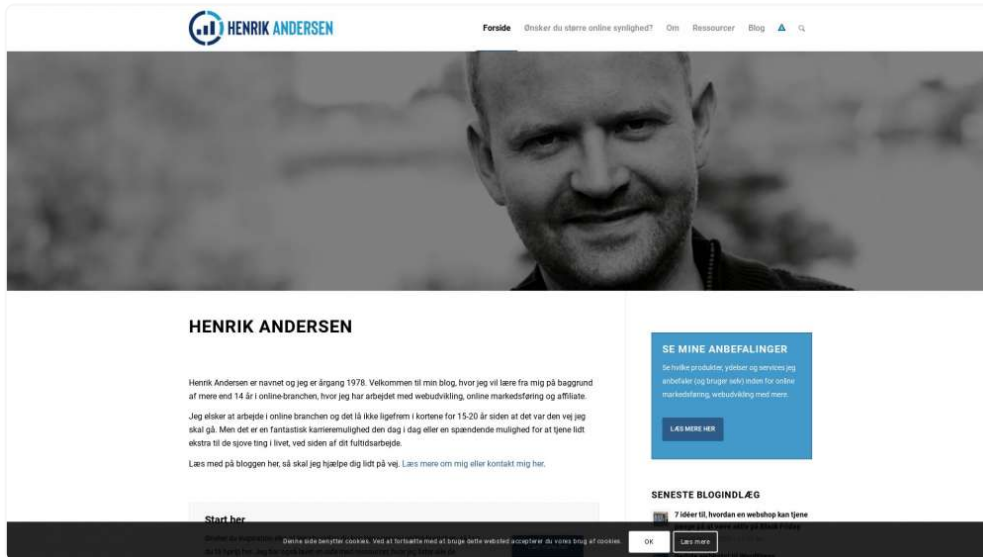 HENRIK ANDERSEN
Forside Ønsker du større online synlighed? Om Ressourcer Blog
HENRIK ANDERSEN
Henrik Andersen er navnet og jeg er årgang 1978. Velkommen til min blog, hvor jeg vil lære fra mig på baggrund
af mere end 14 år i online-branchen, hvor jeg har arbejdet med webudvikling, online markedsføring og affiliate.
Jeg elsker at arbejde i online branchen og det lå ikke ligefrem i kortene for 15-20 år siden at det var den vej jeg
skal gå. Men det er en fantastisk karrieremulighed den dag i dag eller en spændende mulighed for at tjene lidt
ekstra til de sjove ting i livet, ved siden af dit fultidsarbejde.
Læs med på bloggen her, så skal jeg hjælpe dig lidt på vej. Læs mere om mig eller kontakt mig her.
Start her
SE MINE ANBEFALINGER
Se hvilke produkter, ydelser og services jeg
anbefaler (og bruger selv) inden for online
markedsføring, webudvikling med mere.
LÆS MERE HER
SENESTE BLOGINDLÆG
7 idéer til, hvordan en webshop kan tjene
Denne side benytter cookies. Ved at fortsætte med at bruge dette websted accepterer du vores brug af cookies.
OK
Læs mere